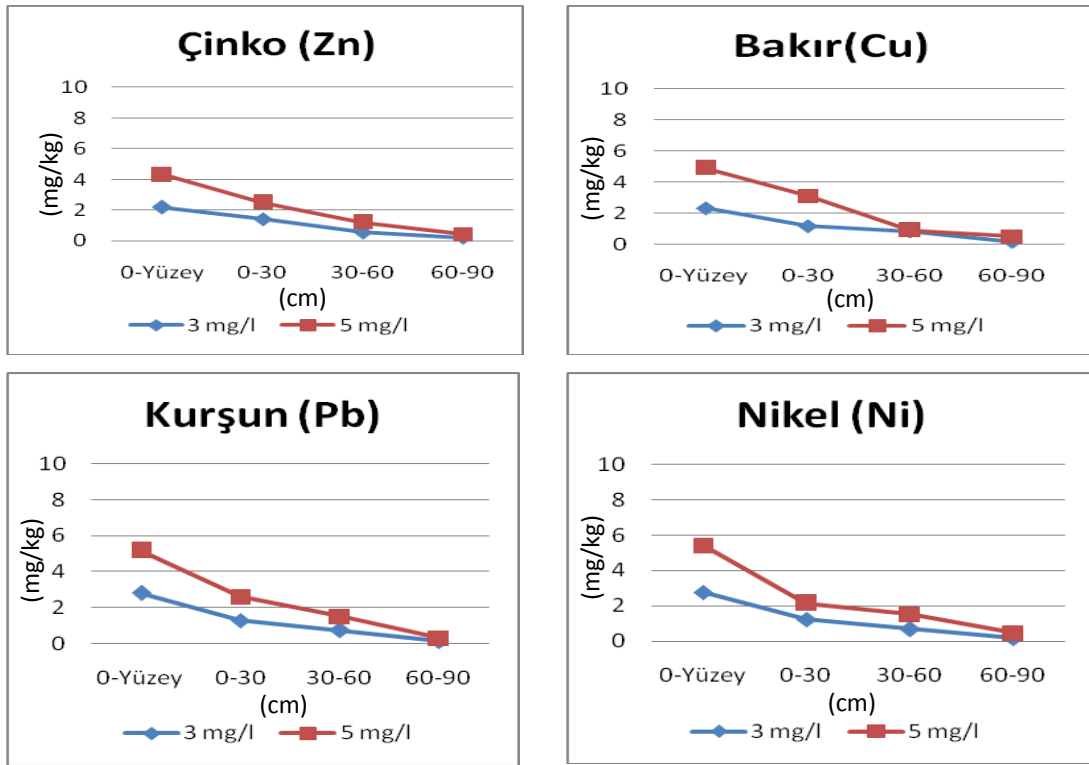 Çinko (Zn)
(mg/kg)
10
8
6
4
2
0
0-Yüzey 0-30 30-60 60-90
(cm)
3 mg/l 5 mg/l
Bakır(Cu)
(mg/kg)
10
8
6
4
2
0
0-Yüzey 0-30 30-60 60-90
(cm)
3 mg/l 5 mg/l
Kurşun (Pb)
(mg/kg)
10
8
6
4
2
0
0-Yüzey 0-30 30-60 60-90
(cm)
3 mg/l 5 mg/l
Nikel (Ni)
(mg/kg)
10
8
6
4
2
0
0-Yüzey 0-30 30-60 60-90
(cm)
3 mg/l 5 mg/l